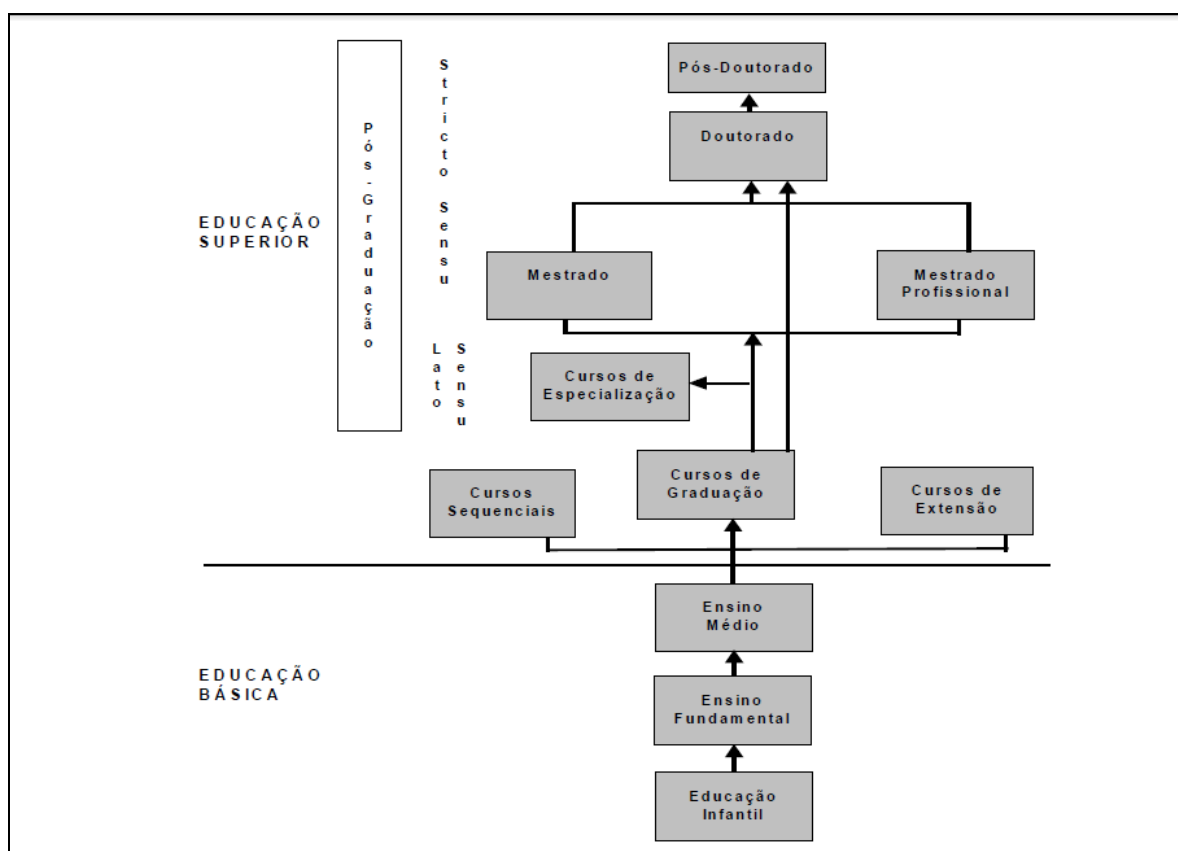 Pós-Doutorado
Doutorado
Stricto Sensu
Pós-Graduação
EDUCAÇÃO
SUPERIOR
Mestrado
Mestrado
Profissional
Lato
Sensu
Cursos de
Especialização
Cursos de
Graduação
Cursos
Sequenciais
Cursos de
Extensão
Ensino
Médio
EDUCAÇÃO
BÁSICA
Ensino
Fundamental
Educação
Infantil